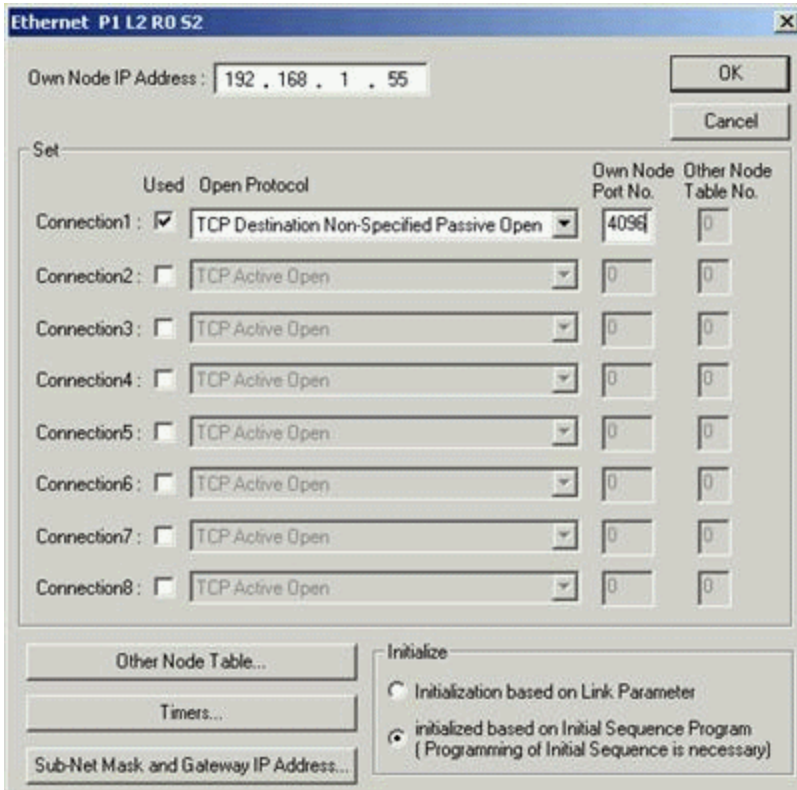 Ethernet P1 L2 R0 S2
Own Node IP Address : 192 . 168 . 1 . 55
OK
Cancel
Set
Used Open Protocol Own Node Port No. Other Node Table No.
Connection1 : TCP Destination Non-Specified Passive Open 4096 0
Connection2 : TCP Active Open 0 0
Connection3 : TCP Active Open 0 0
Connection4 : TCP Active Open 0 0
Connection5 : TCP Active Open 0 0
Connection6 : TCP Active Open 0 0
Connection7 : TCP Active Open 0 0
Connection8 : TCP Active Open 0 0
Other Node Table...
Timers...
Sub-Net Mask and Gateway IP Address...
Initialize
Initialization based on Link Parameter
initialized based on Initial Sequence Program
( Programming of Initial Sequence is necessary)